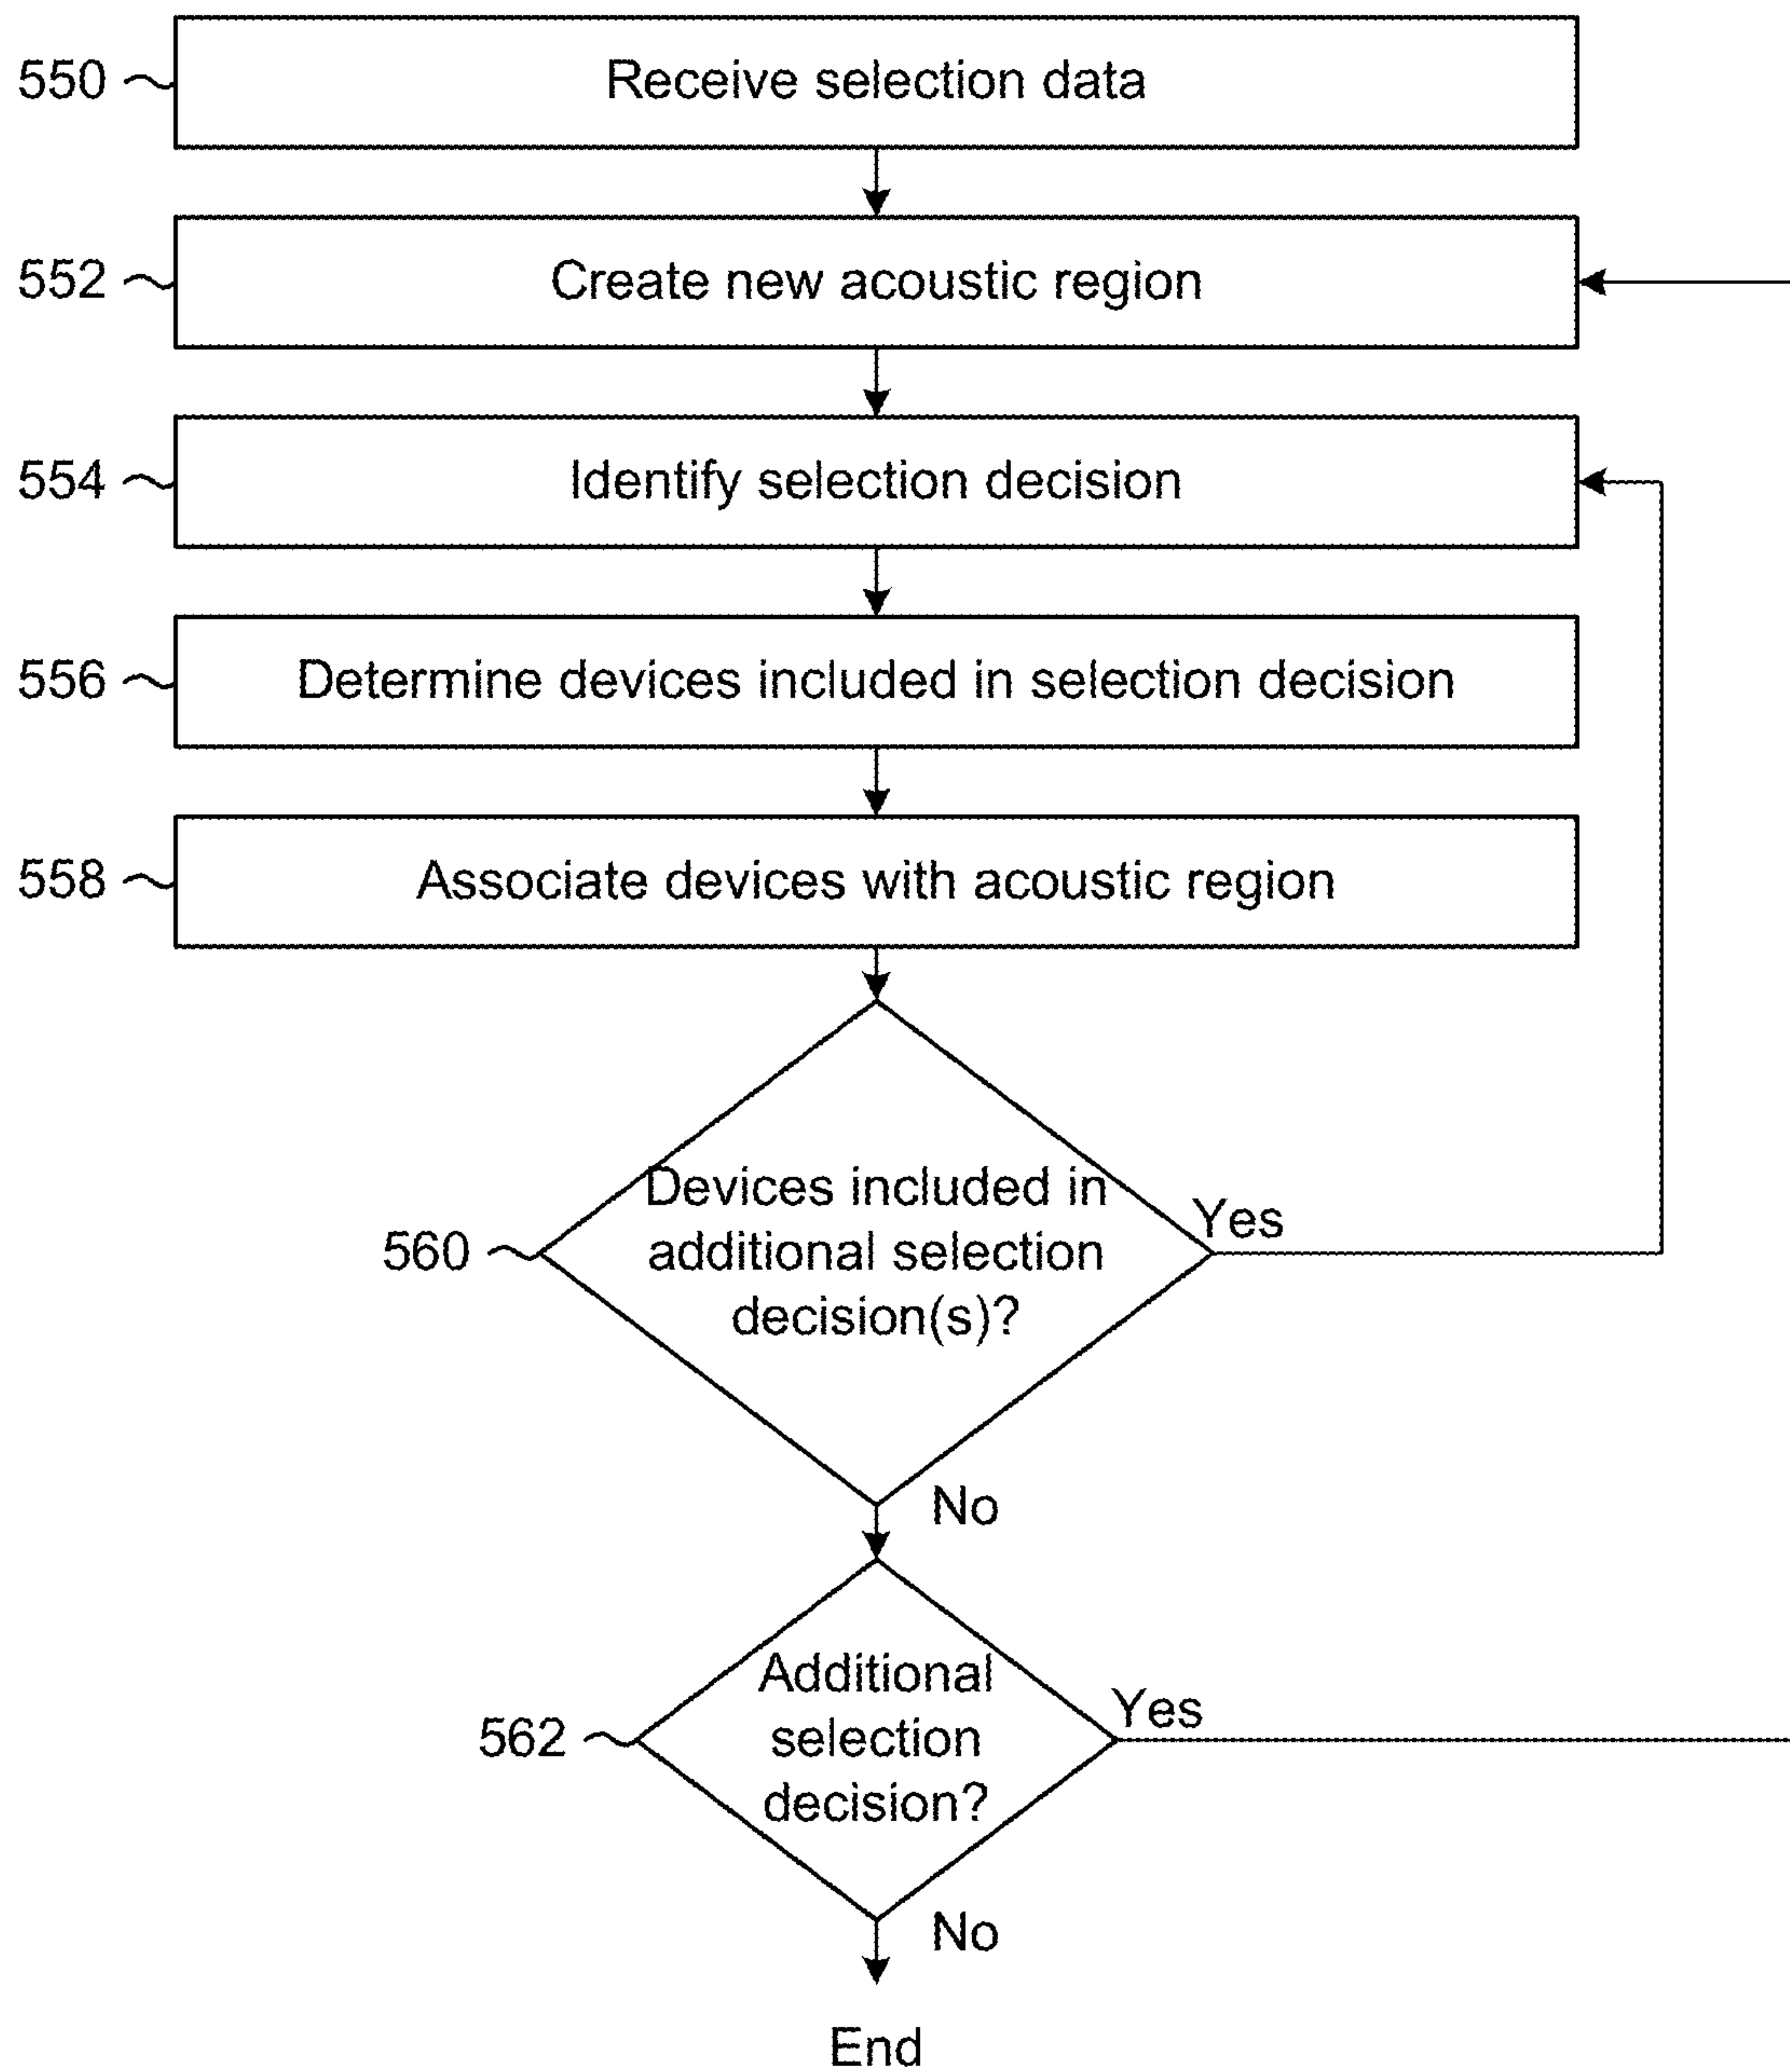 550
Receive selection data
552
Create new acoustic region
554
Identify selection decision
556
Determine devices included in selection decision
558
Associate devices with acoustic region
Devices included in
additional selection
decision(s)?
560
Yes
No
Additional
selection
decision?
562
Yes
No
End